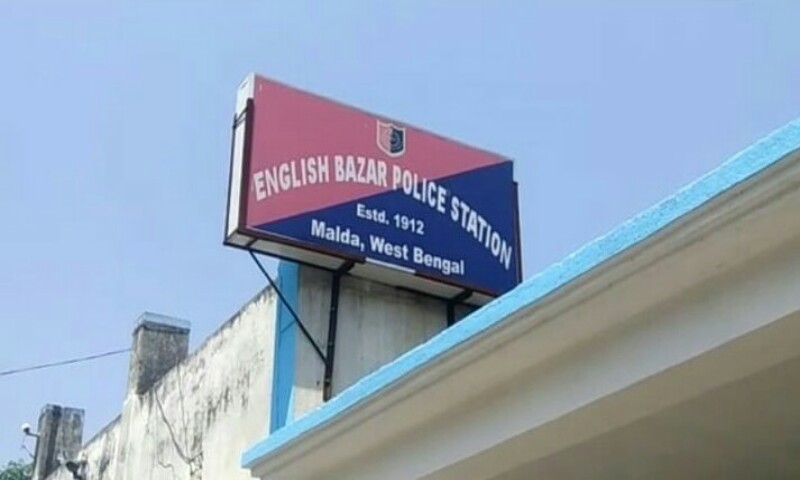 ENGLISH BAZAR POLICE STATION
Estd. 1912
Malda, West Bengal